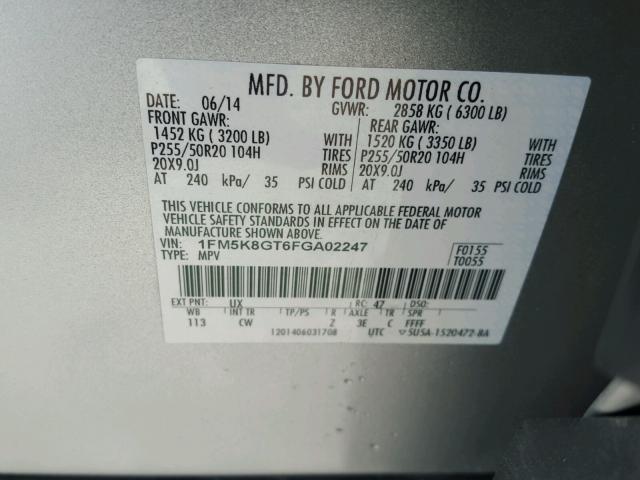 MFD. BY FORD MOTOR CO.
DATE: 06/14 GVWR: 2858 KG ( 6300 LB)
FRONT GAWR: REAR GAWR:
1452 KG ( 3200 LB) WITH 1520 KG ( 3350 LB) WITH
P255/50R20 104H TIRES P255/50R20 104H TIRES
20X9.0J RIMS 20X9.0J RIMS
AT 240 kPa/ 35 PSI COLD AT 240 kPa/ 35 PSI COLD
THIS VEHICLE CONFORMS TO ALL APPLICABLE FEDERAL MOTOR
VEHICLE SAFETY STANDARDS IN EFFECT ON THE DATE OF
MANUFACTURE SHOWN ABOVE.
VIN: 1FM5K8GT6FGA02247 F0155
TYPE: MPV T0055
EXT PNT: UX RC: 47 DSO:
WB INT TR TP/PS R AXLE TR SPR
113 CW Z 3E C FFFF
1201406031708 UTC 5U5A-1520472-BA